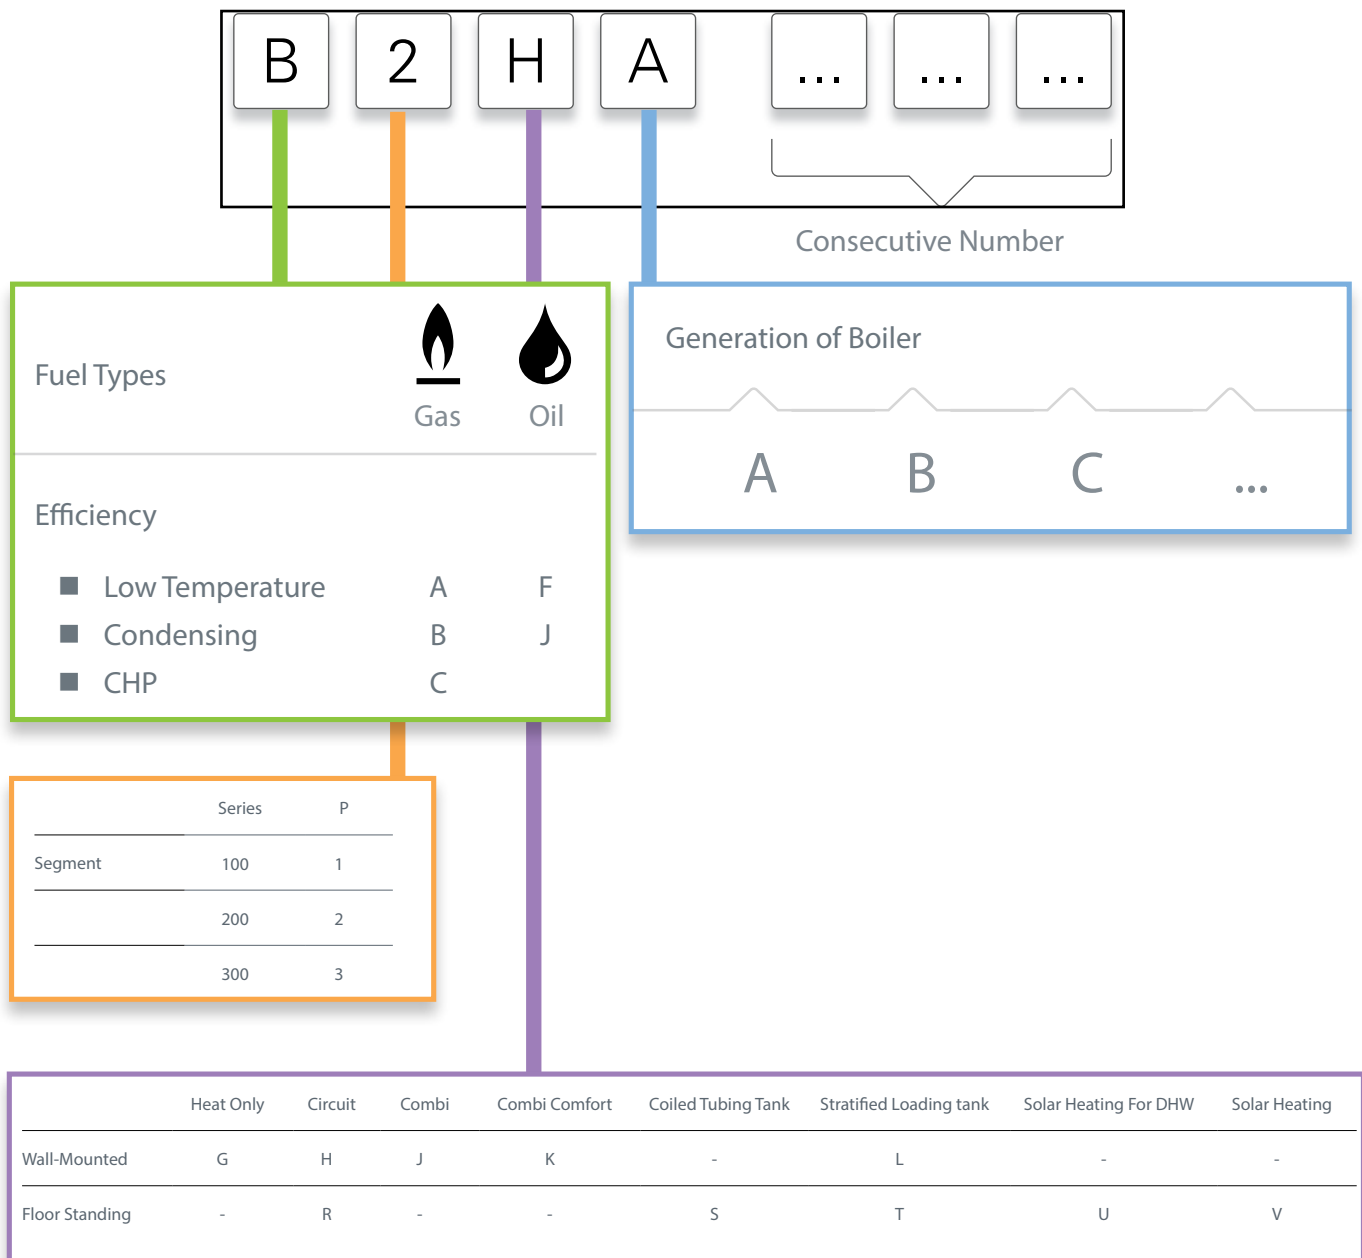 B 2 H A ... ... ...
Consecutive Number
Fuel Types
Gas Oil
Efficiency
Low Temperature A F
Condensing B J
CHP C
Generation of Boiler
A B C ...
Series P
Segment 100 1
200 2
300 3
Heat Only Circuit Combi Combi Comfort Coiled Tubing Tank Stratified Loading tank Solar Heating For DHW Solar Heating
Wall-Mounted G H J K - L - -
Floor Standing - R - - S T U V